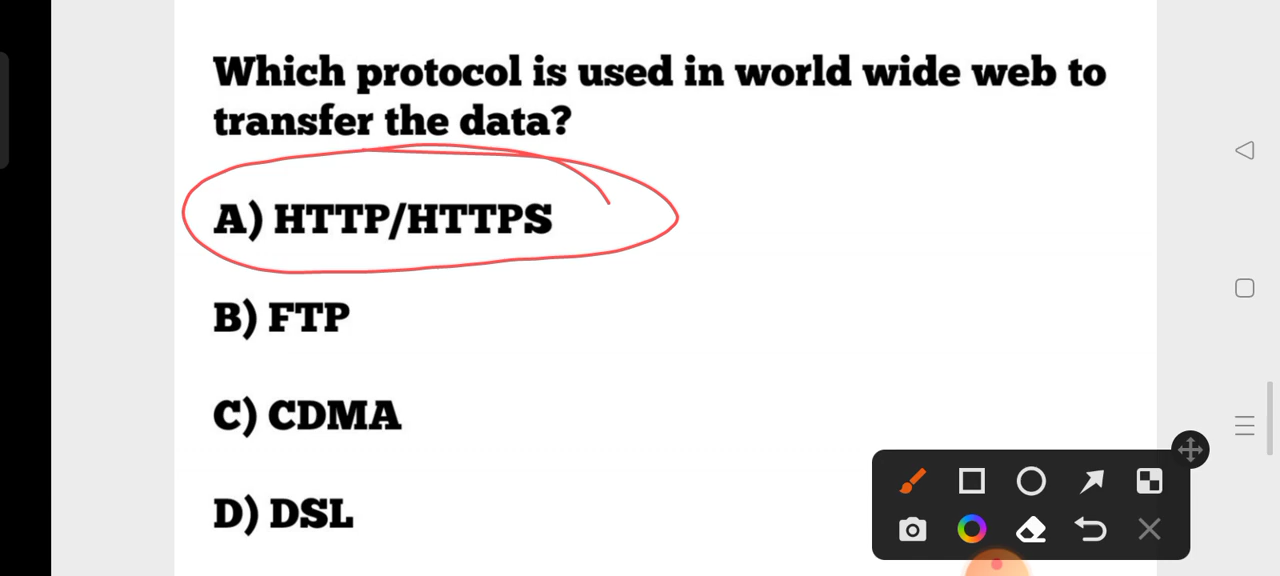 Which protocol is used in world wide web to
transfer the data?
A) HTTP/HTTPS
B) FTP
C) CDMA
D) DSL